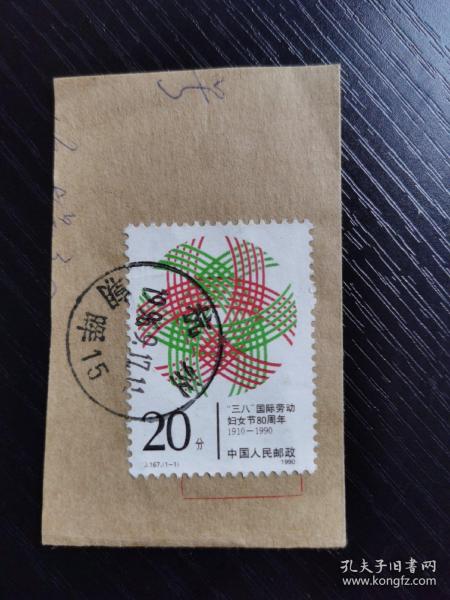 "三八"国际劳动
妇女节80周年
1910—1990
20分
中国人民邮政
J.167.(1-1)
1990
15
孔夫子旧书网
www.kongfz.com